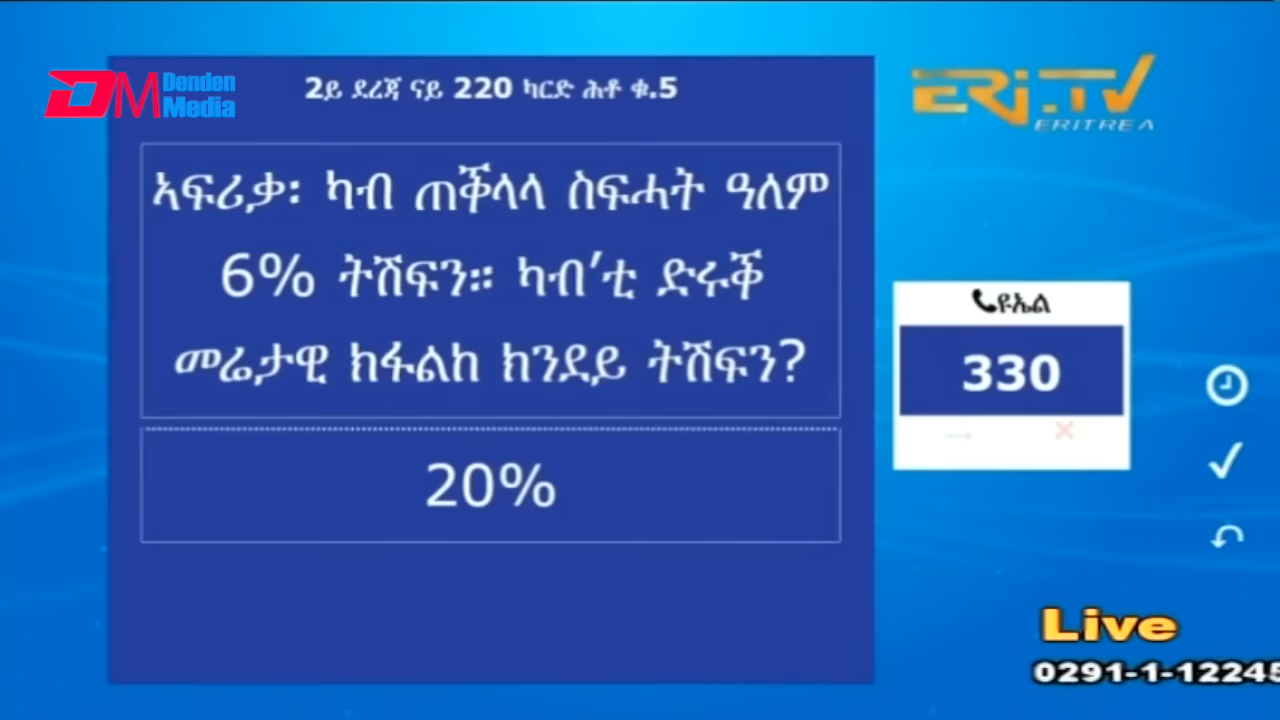 DM Denden
Media
2ይ ደረጃ ናይ 220 ካርድ ሕቶ ቁ.5
ERi.TV
ERITREA
ኣፍሪቃ፡ ካብ ጠቕላላ ስፍሓት ዓለም
6% ትሽፍን። ካብ’ቲ ድሩቕ
መሬታዊ ክፋልከ ክንደይ ትሽፍን?
20%
ዩኤል
330
Live
0291-1-12245